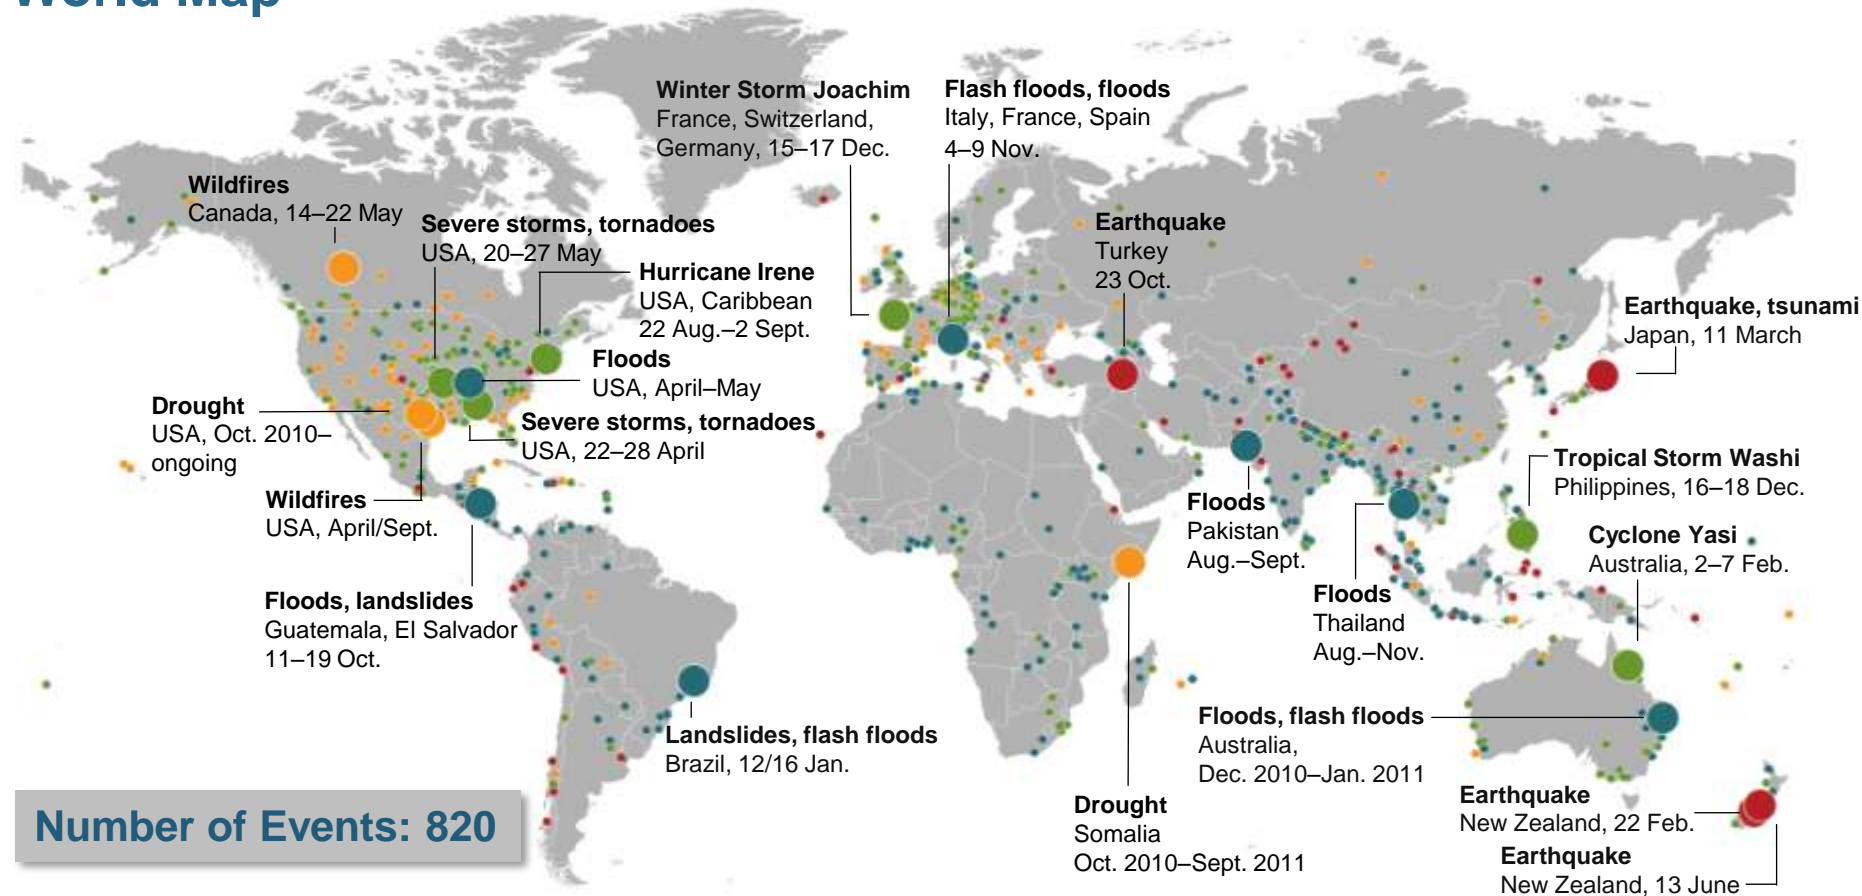 World Map
Winter Storm Joachim
France, Switzerland,
Germany, 15–17 Dec.
Flash floods, floods
Italy, France, Spain
4–9 Nov.
Wildfires
Canada, 14–22 May
Severe storms, tornadoes
USA, 20–27 May
Earthquake
Turkey
23 Oct.
Hurricane Irene
USA, Caribbean
22 Aug.–2 Sept.
Earthquake, tsunami
Japan, 11 March
Floods
USA, April–May
Drought
USA, Oct. 2010–
ongoing
Severe storms, tornadoes
USA, 22–28 April
Tropical Storm Washi
Philippines, 16–18 Dec.
Wildfires
USA, April/Sept.
Floods
Pakistan
Aug.–Sept.
Cyclone Yasi
Australia, 2–7 Feb.
Floods, landslides
Guatemala, El Salvador
11–19 Oct.
Floods
Thailand
Aug.–Nov.
Landslides, flash floods
Brazil, 12/16 Jan.
Floods, flash floods
Australia,
Dec. 2010–Jan. 2011
Drought
Somalia
Oct. 2010–Sept. 2011
Earthquake
New Zealand, 22 Feb.
Earthquake
New Zealand, 13 June
Number of Events: 820